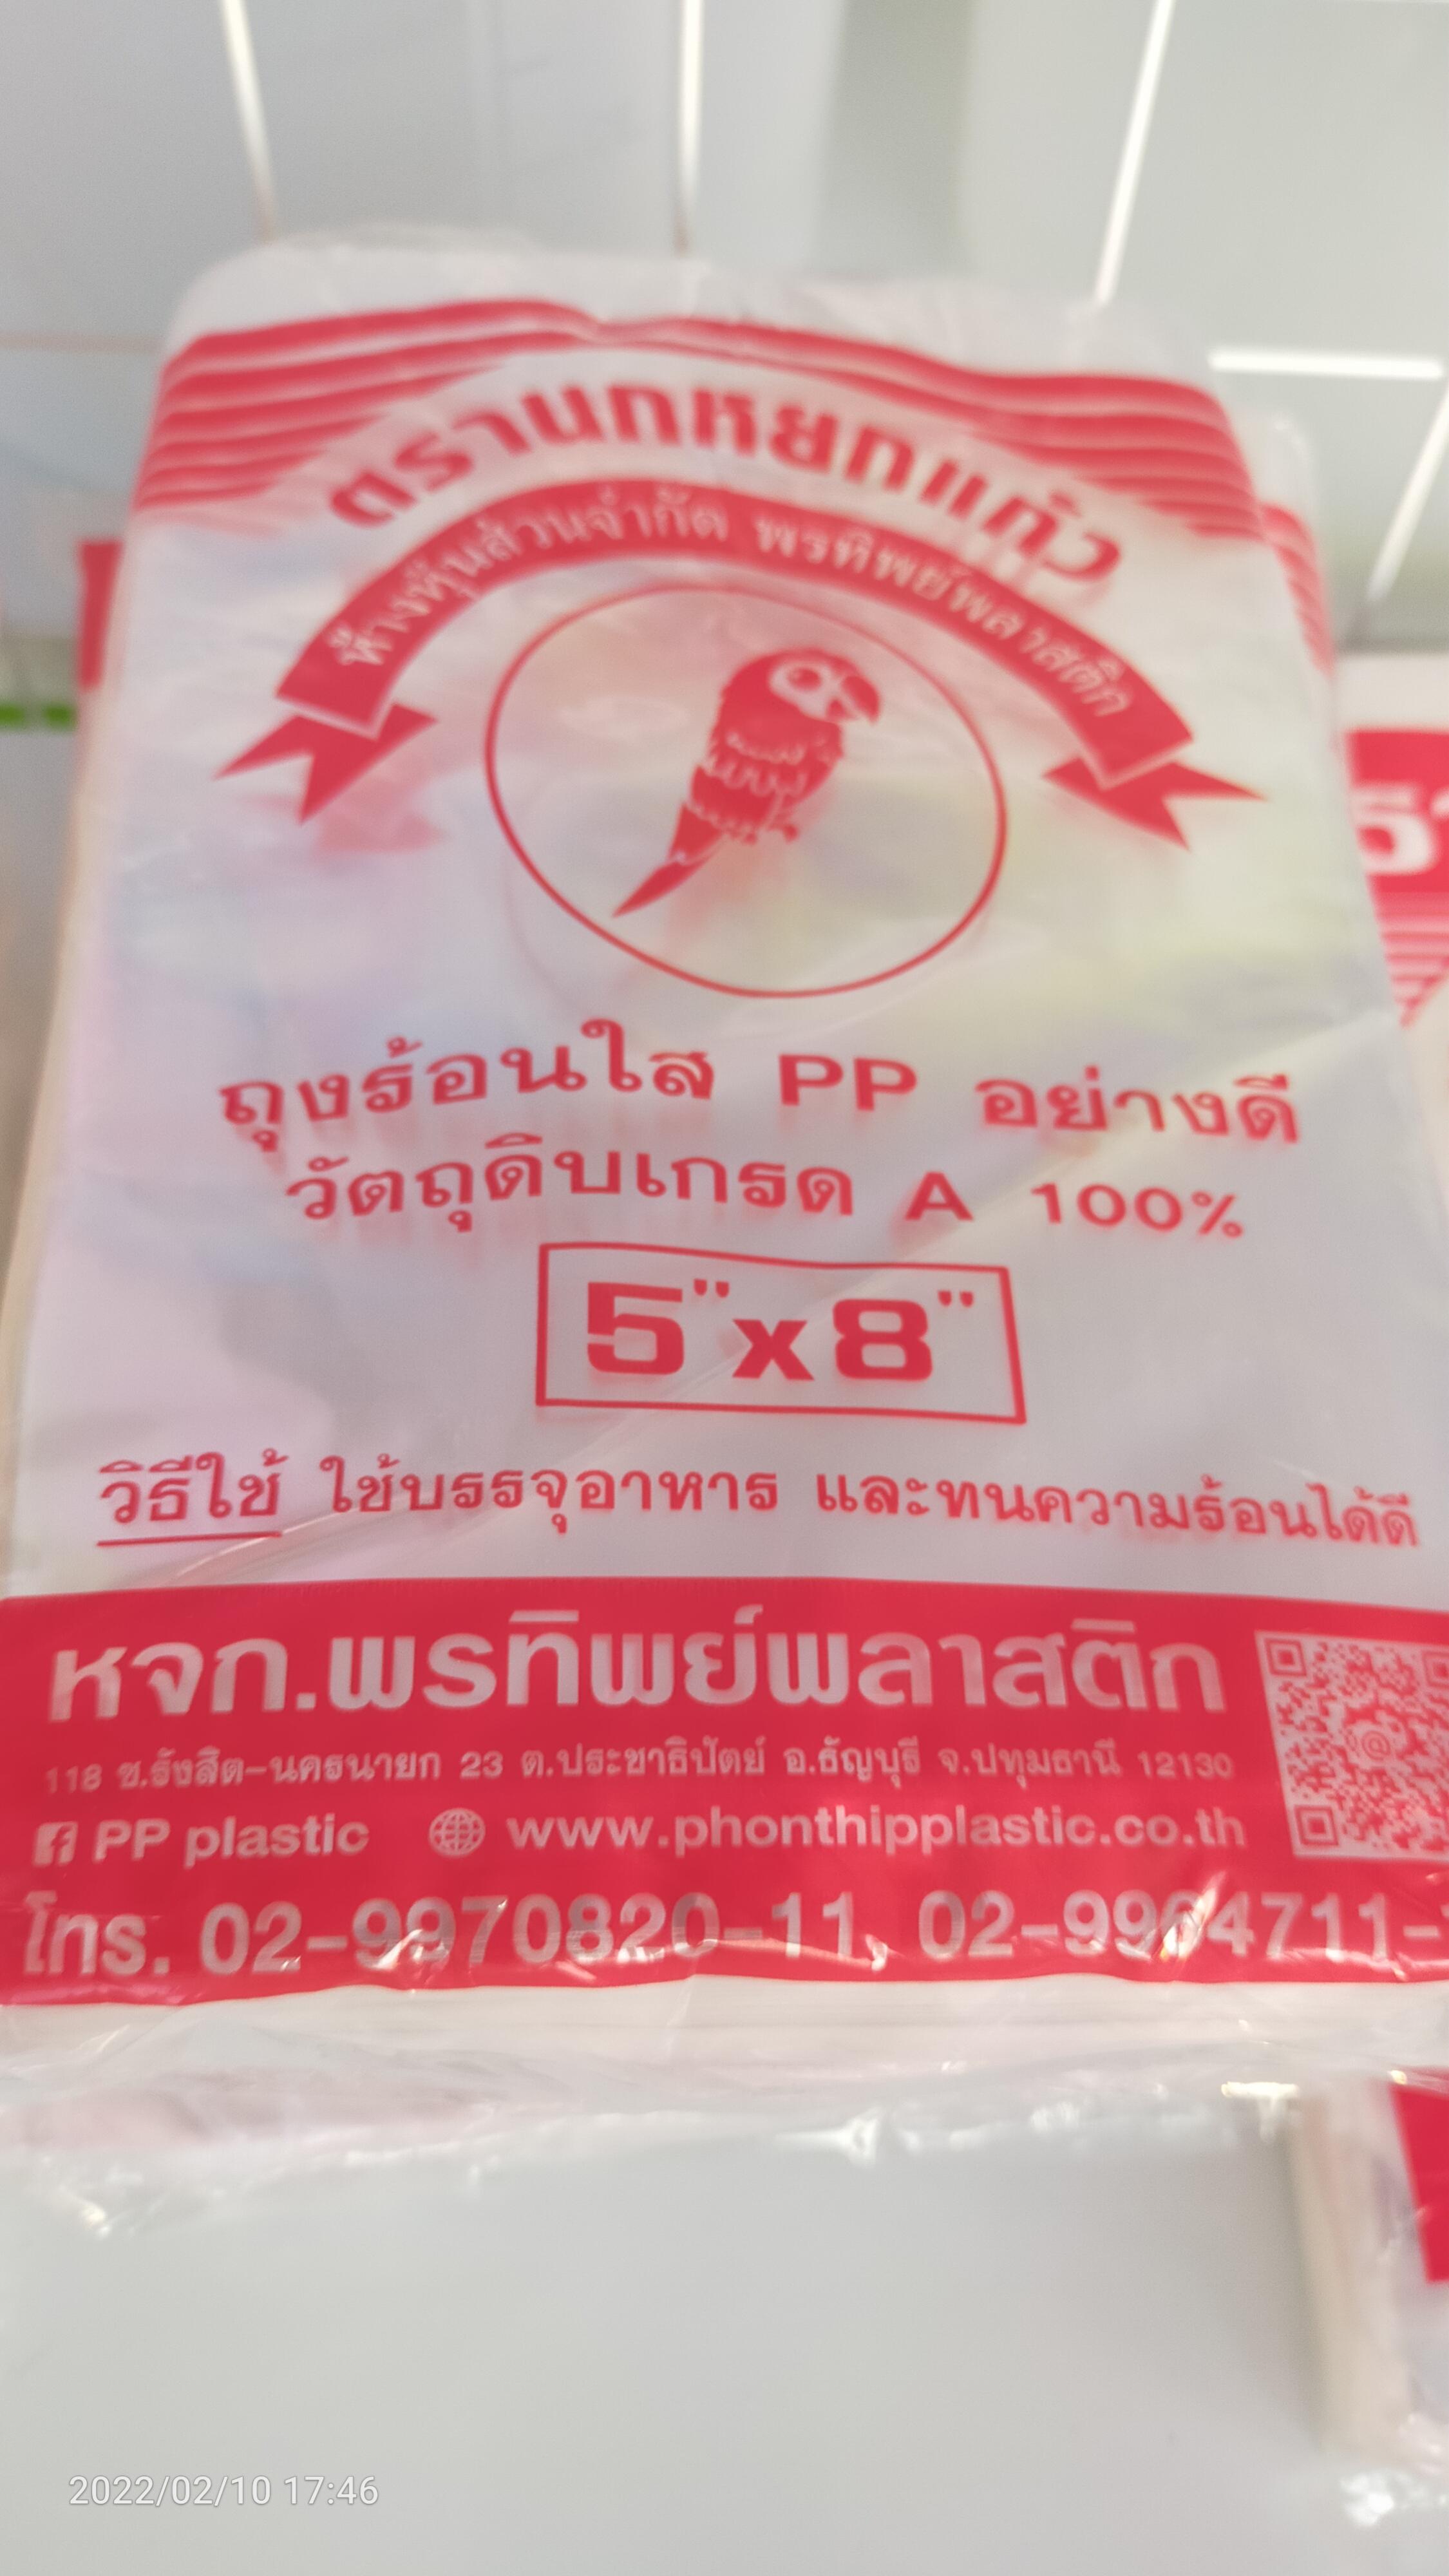 ตรานกหยกแก้ว
ห้างหุ้นส่วนจำกัด พรทิพย์พลาสติก
ถุงร้อนใส PP อย่างดี
วัตถุดิบเกรด A 100%
5"x8"
วิธีใช้ ใช้บรรจุอาหาร และทนความร้อนได้ดี
หจก.พรทิพย์พลาสติก
118 ซ.รังสิต-นครนายก 23 ต.ประชาธิปัตย์ อ.ธัญบุรี จ.ปทุมธานี 12130
PP plastic www.phonthipplastic.co.th
โทร. 02-9970820-11, 02-9904711-
2022/02/10 17:46